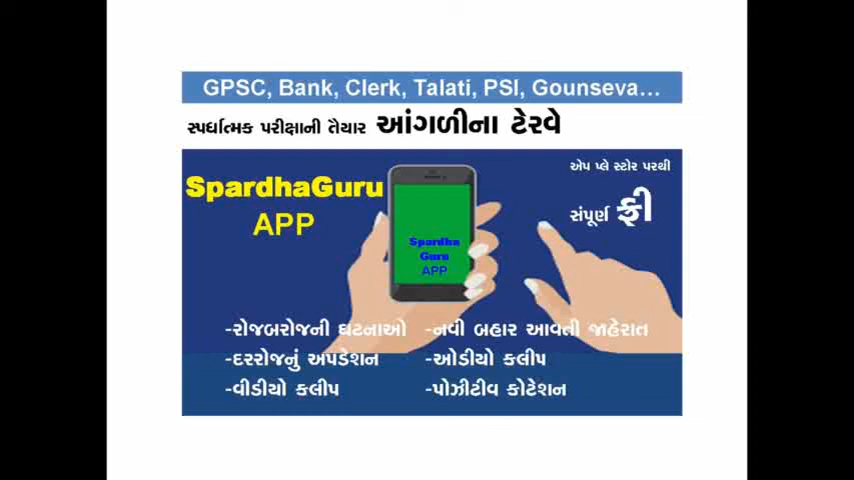 GPSC, Bank, Clerk, Talati, PSI, Gounseva...
સ્પર્ધાત્મક પરીક્ષાની તૈયાર આંગળીના ટેરવે
SpardhaGuru
APP
એપ પ્લે સ્ટોર પરથી
સંપૂર્ણ ફ્રી
Spardha
Guru
APP
-રોજબરોજની ઘટનાઓ
-દરરોજનું અપડેશન
-વીડીયો કલીપ
-નવી બહાર આવતી જાહેરાત
-ઓડીયો કલીપ
-પોઝીટીવ કોટેશન